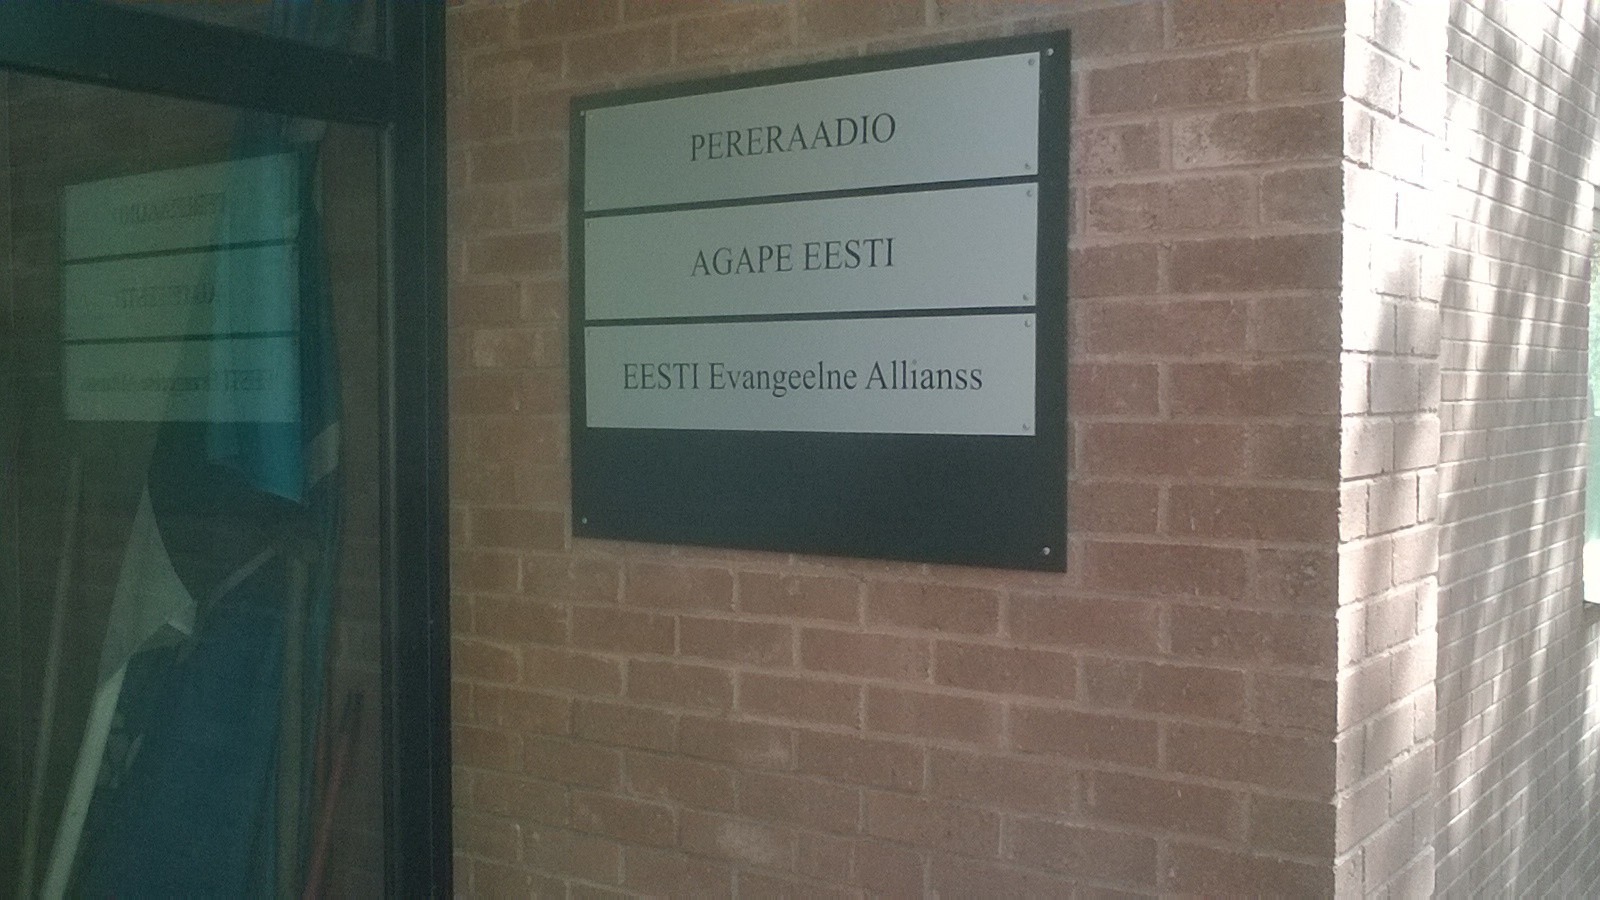 PERERAADIO
AGAPE EESTI
EESTI Evangeelne Allianss